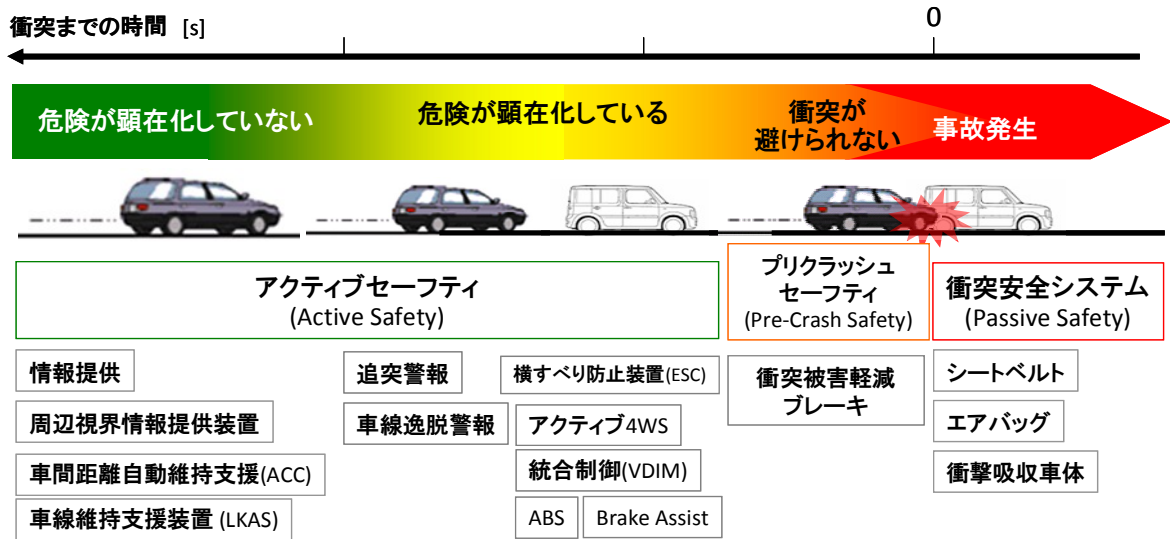 衝突までの時間 [s]
0
危険が顕在化していない
危険が顕在化している
衝突が
避けられない
事故発生
アクティブセーフティ
(Active Safety)
プリクラッシュ
セーフティ
(Pre-Crash Safety)
衝突安全システム
(Passive Safety)
情報提供
周辺視界情報提供装置
車間距離自動維持支援(ACC)
車線維持支援装置 (LKAS)
追突警報
車線逸脱警報
横すべり防止装置(ESC)
アクティブ4WS
統合制御(VDIM)
ABS
Brake Assist
衝突被害軽減
ブレーキ
シートベルト
エアバッグ
衝撃吸収車体